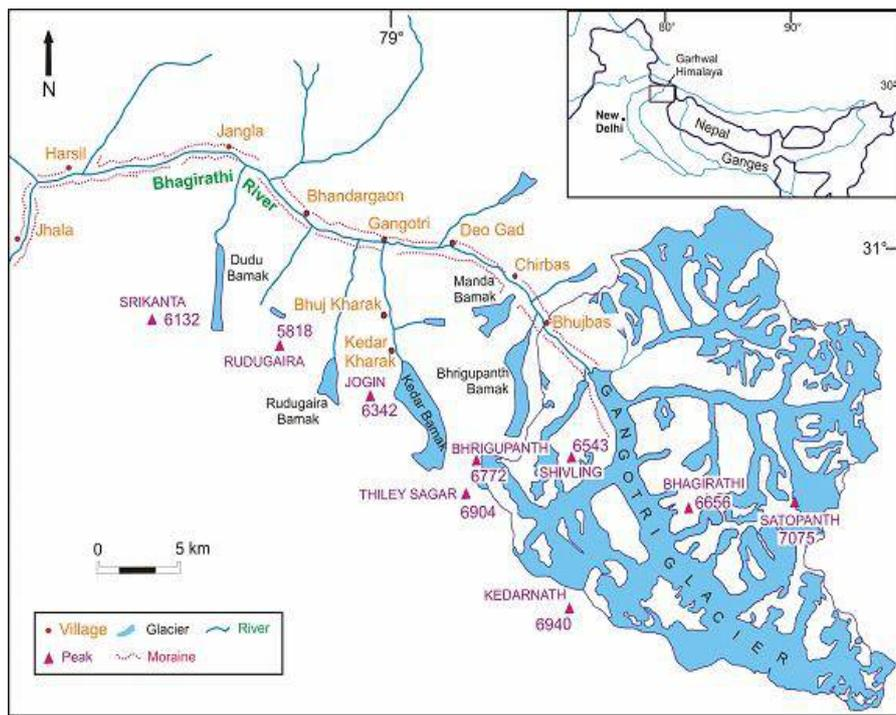 79°
80°
90°
Garhwal
Himalaya
30°
N
New
Delhi
Nepal
Ganges
Jangla
Harsil
Bhagirathi
River
Bhandargaon
Jhala
Gangotri
Deo Gad
31°
Dudu
Bamak
Chirbas
Manda
Bamak
SRIKANTA
6132
Bhuj Kharak
5818
RUDUGAIRA
Bhujbas
Kedar
Kharak
Bhrigupanth
Bamak
JOGIN
6342
Rudugaira
Bamak
Kedar Bamak
GANGOTRI GLACIER
BHRIGUPANTH
6772
6543
SHIVLING
THILEY SAGAR
6904
BHAGIRATHI
6656
SATOPANTH
7075
0 5 km
KEDARNATH
6940
Village Glacier River
Peak Moraine